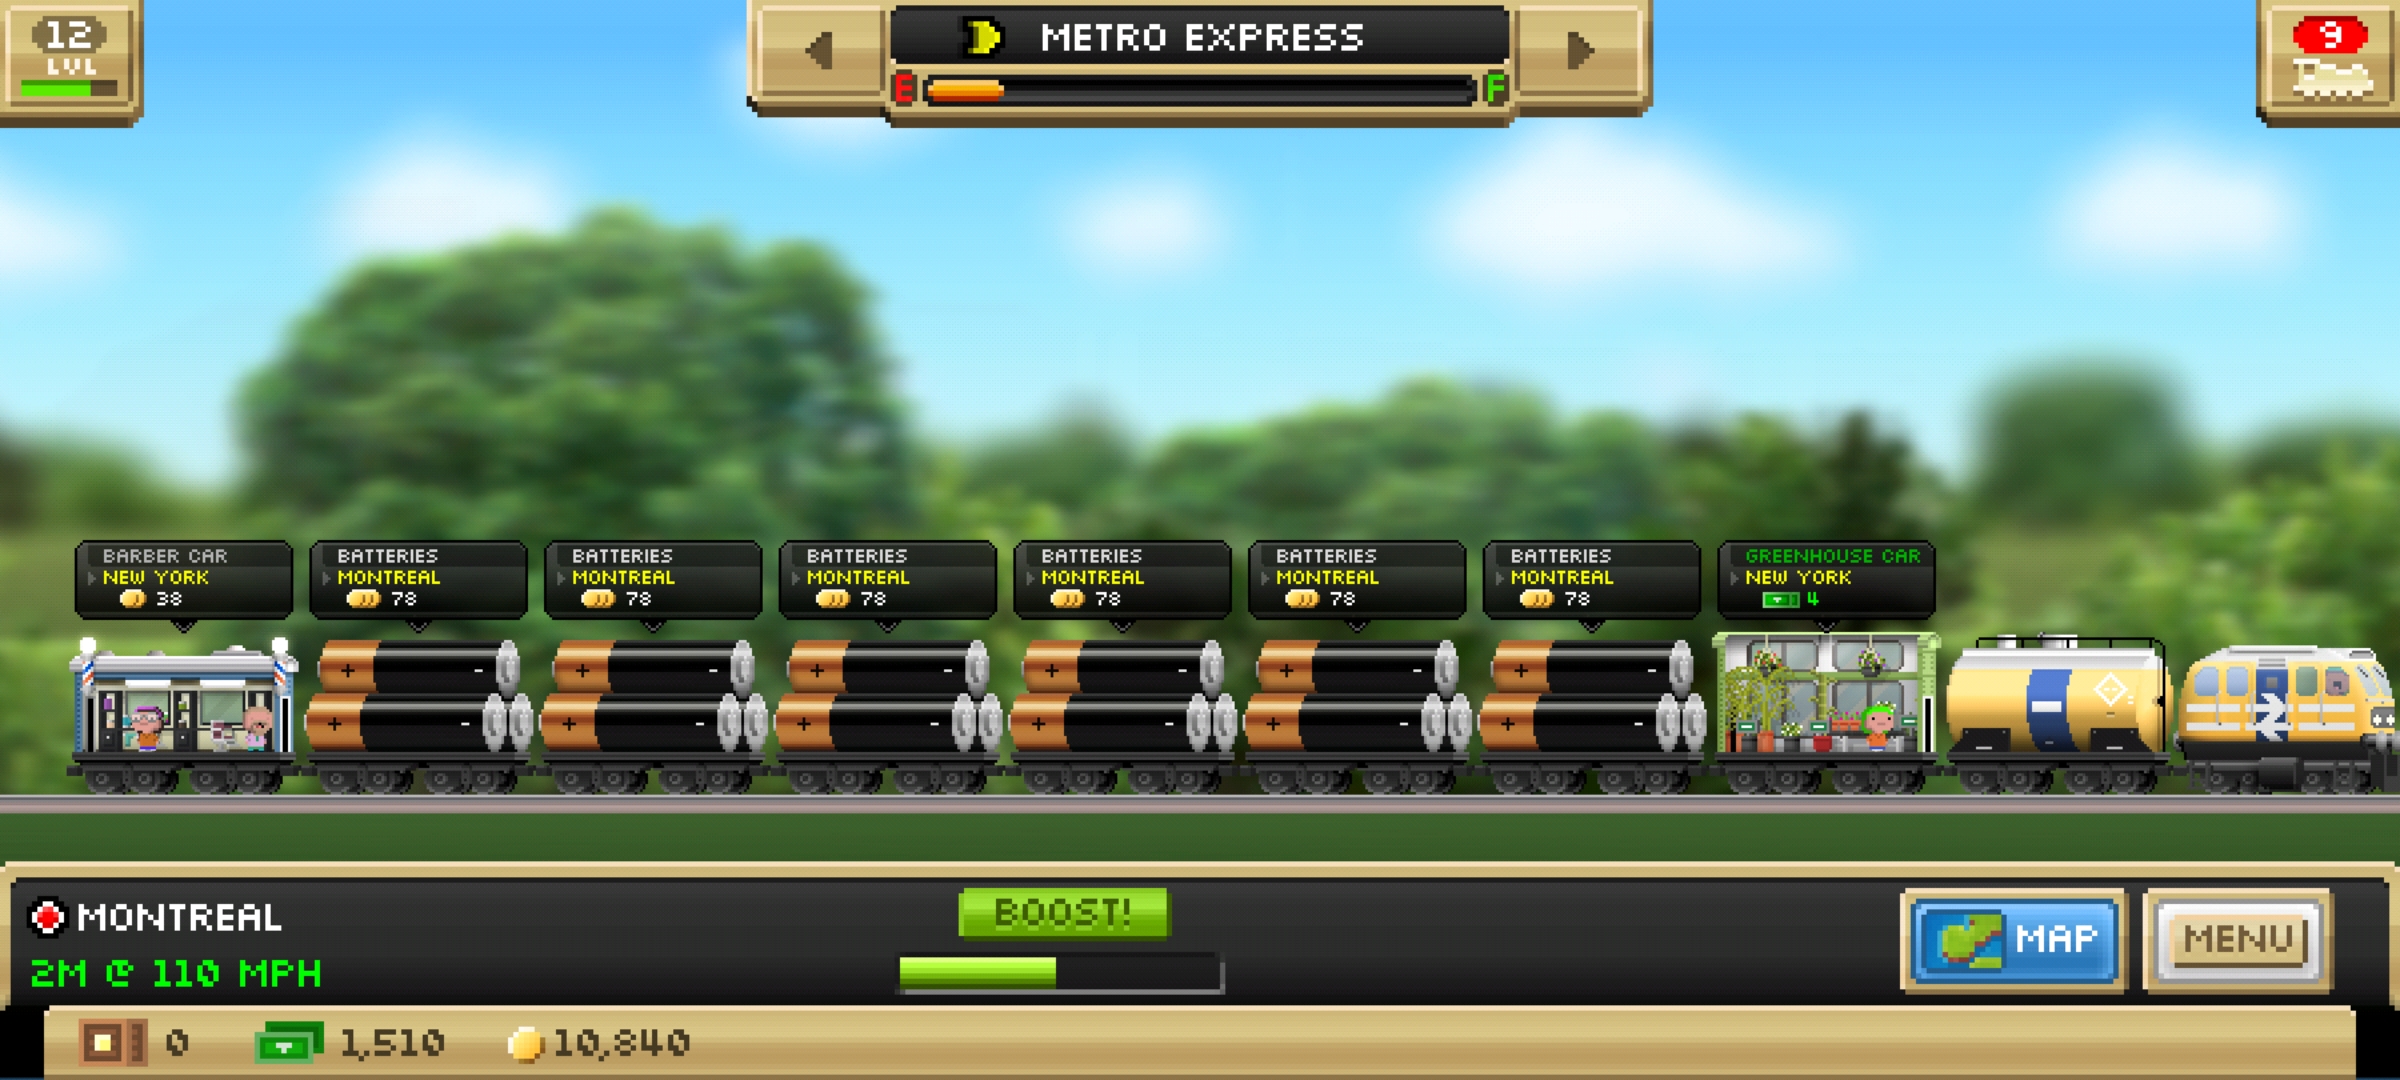 12
LVL
METRO EXPRESS
E
F
9
BARBER CAR
NEW YORK
38
BATTERIES
MONTREAL
78
BATTERIES
MONTREAL
78
BATTERIES
MONTREAL
78
BATTERIES
MONTREAL
78
BATTERIES
MONTREAL
78
BATTERIES
MONTREAL
78
GREENHOUSE CAR
NEW YORK
4
MONTREAL
2M @ 110 MPH
BOOST!
MAP
MENU
0
1,510
10,840